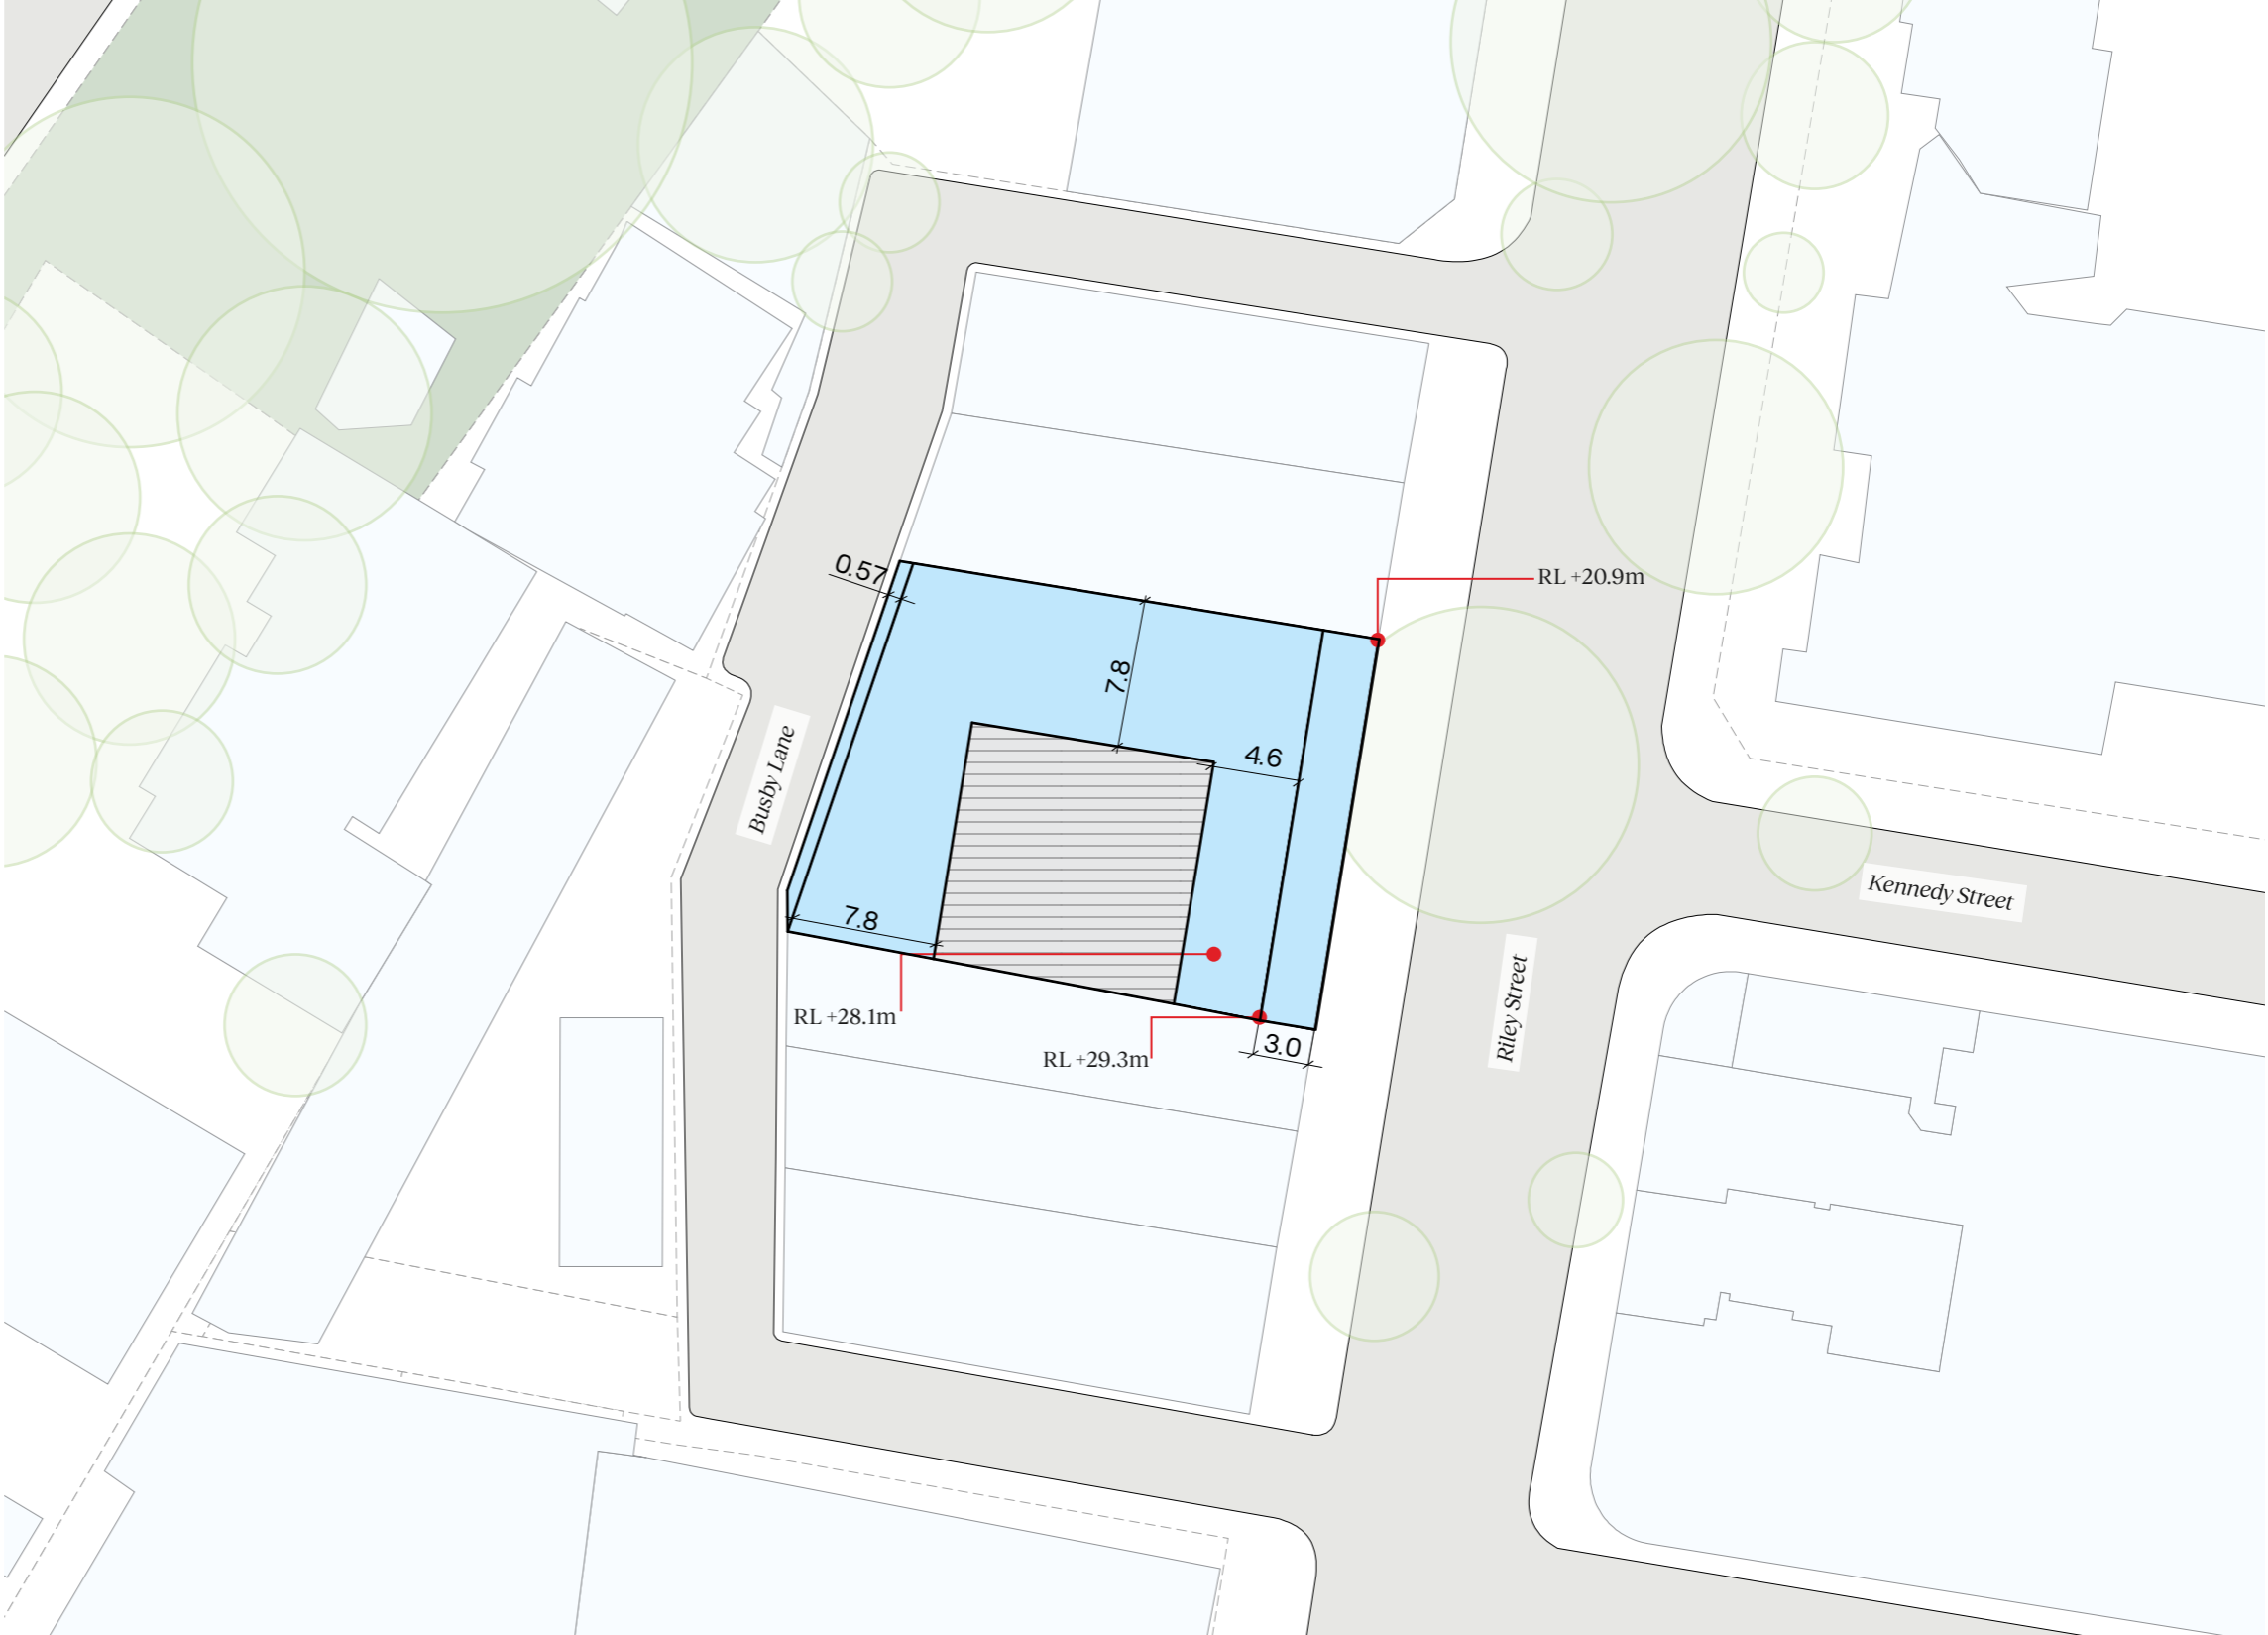 0.57
RL +20.9m
7.8
4.6
Busby Lane
Kennedy Street
7.8
RL +28.1m
Riley Street
RL +29.3m
3.0